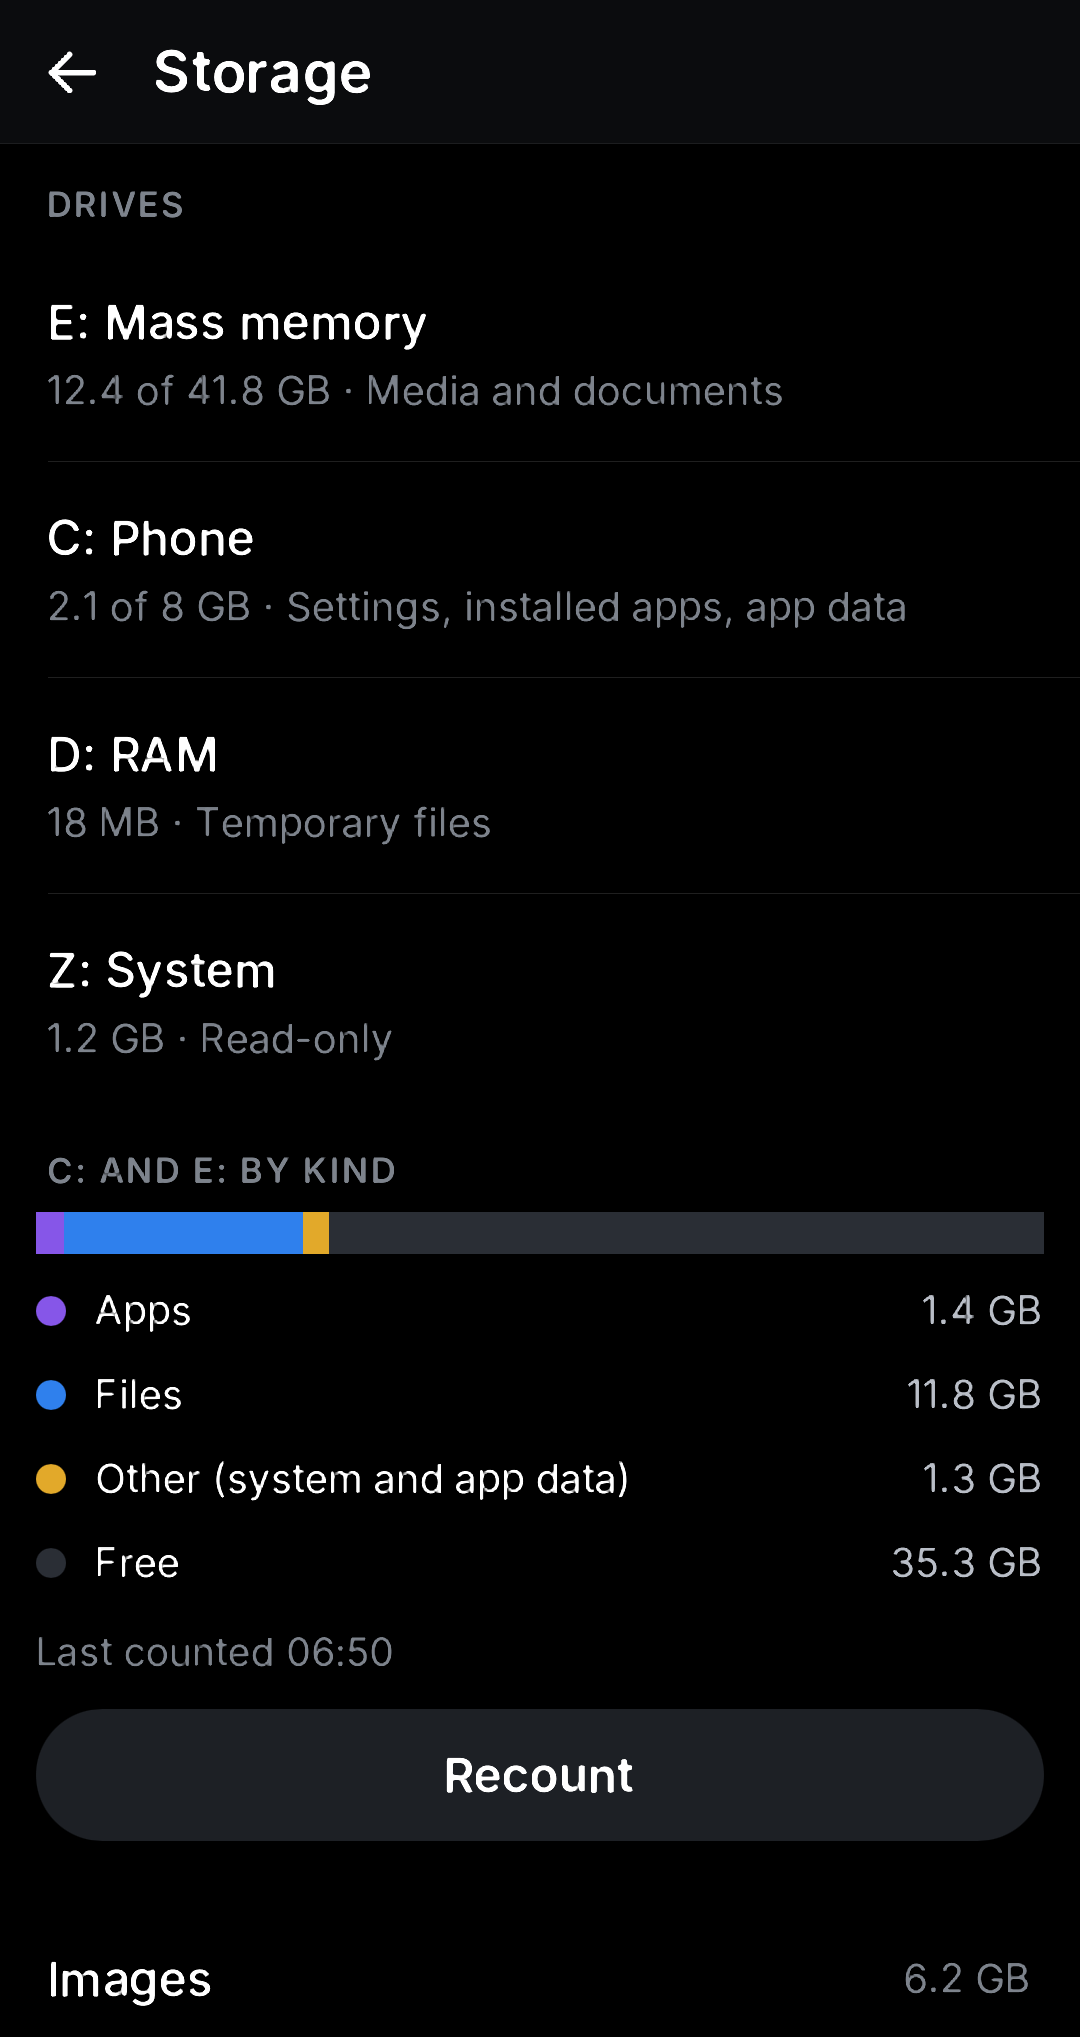 Storage
DRIVES
E: Mass memory
12.4 of 41.8 GB · Media and documents
C: Phone
2.1 of 8 GB · Settings, installed apps, app data
D: RAM
18 MB · Temporary files
Z: System
1.2 GB · Read-only
C: AND E: BY KIND
Apps 1.4 GB
Files 11.8 GB
Other (system and app data) 1.3 GB
Free 35.3 GB
Last counted 06:50
Recount
Images 6.2 GB